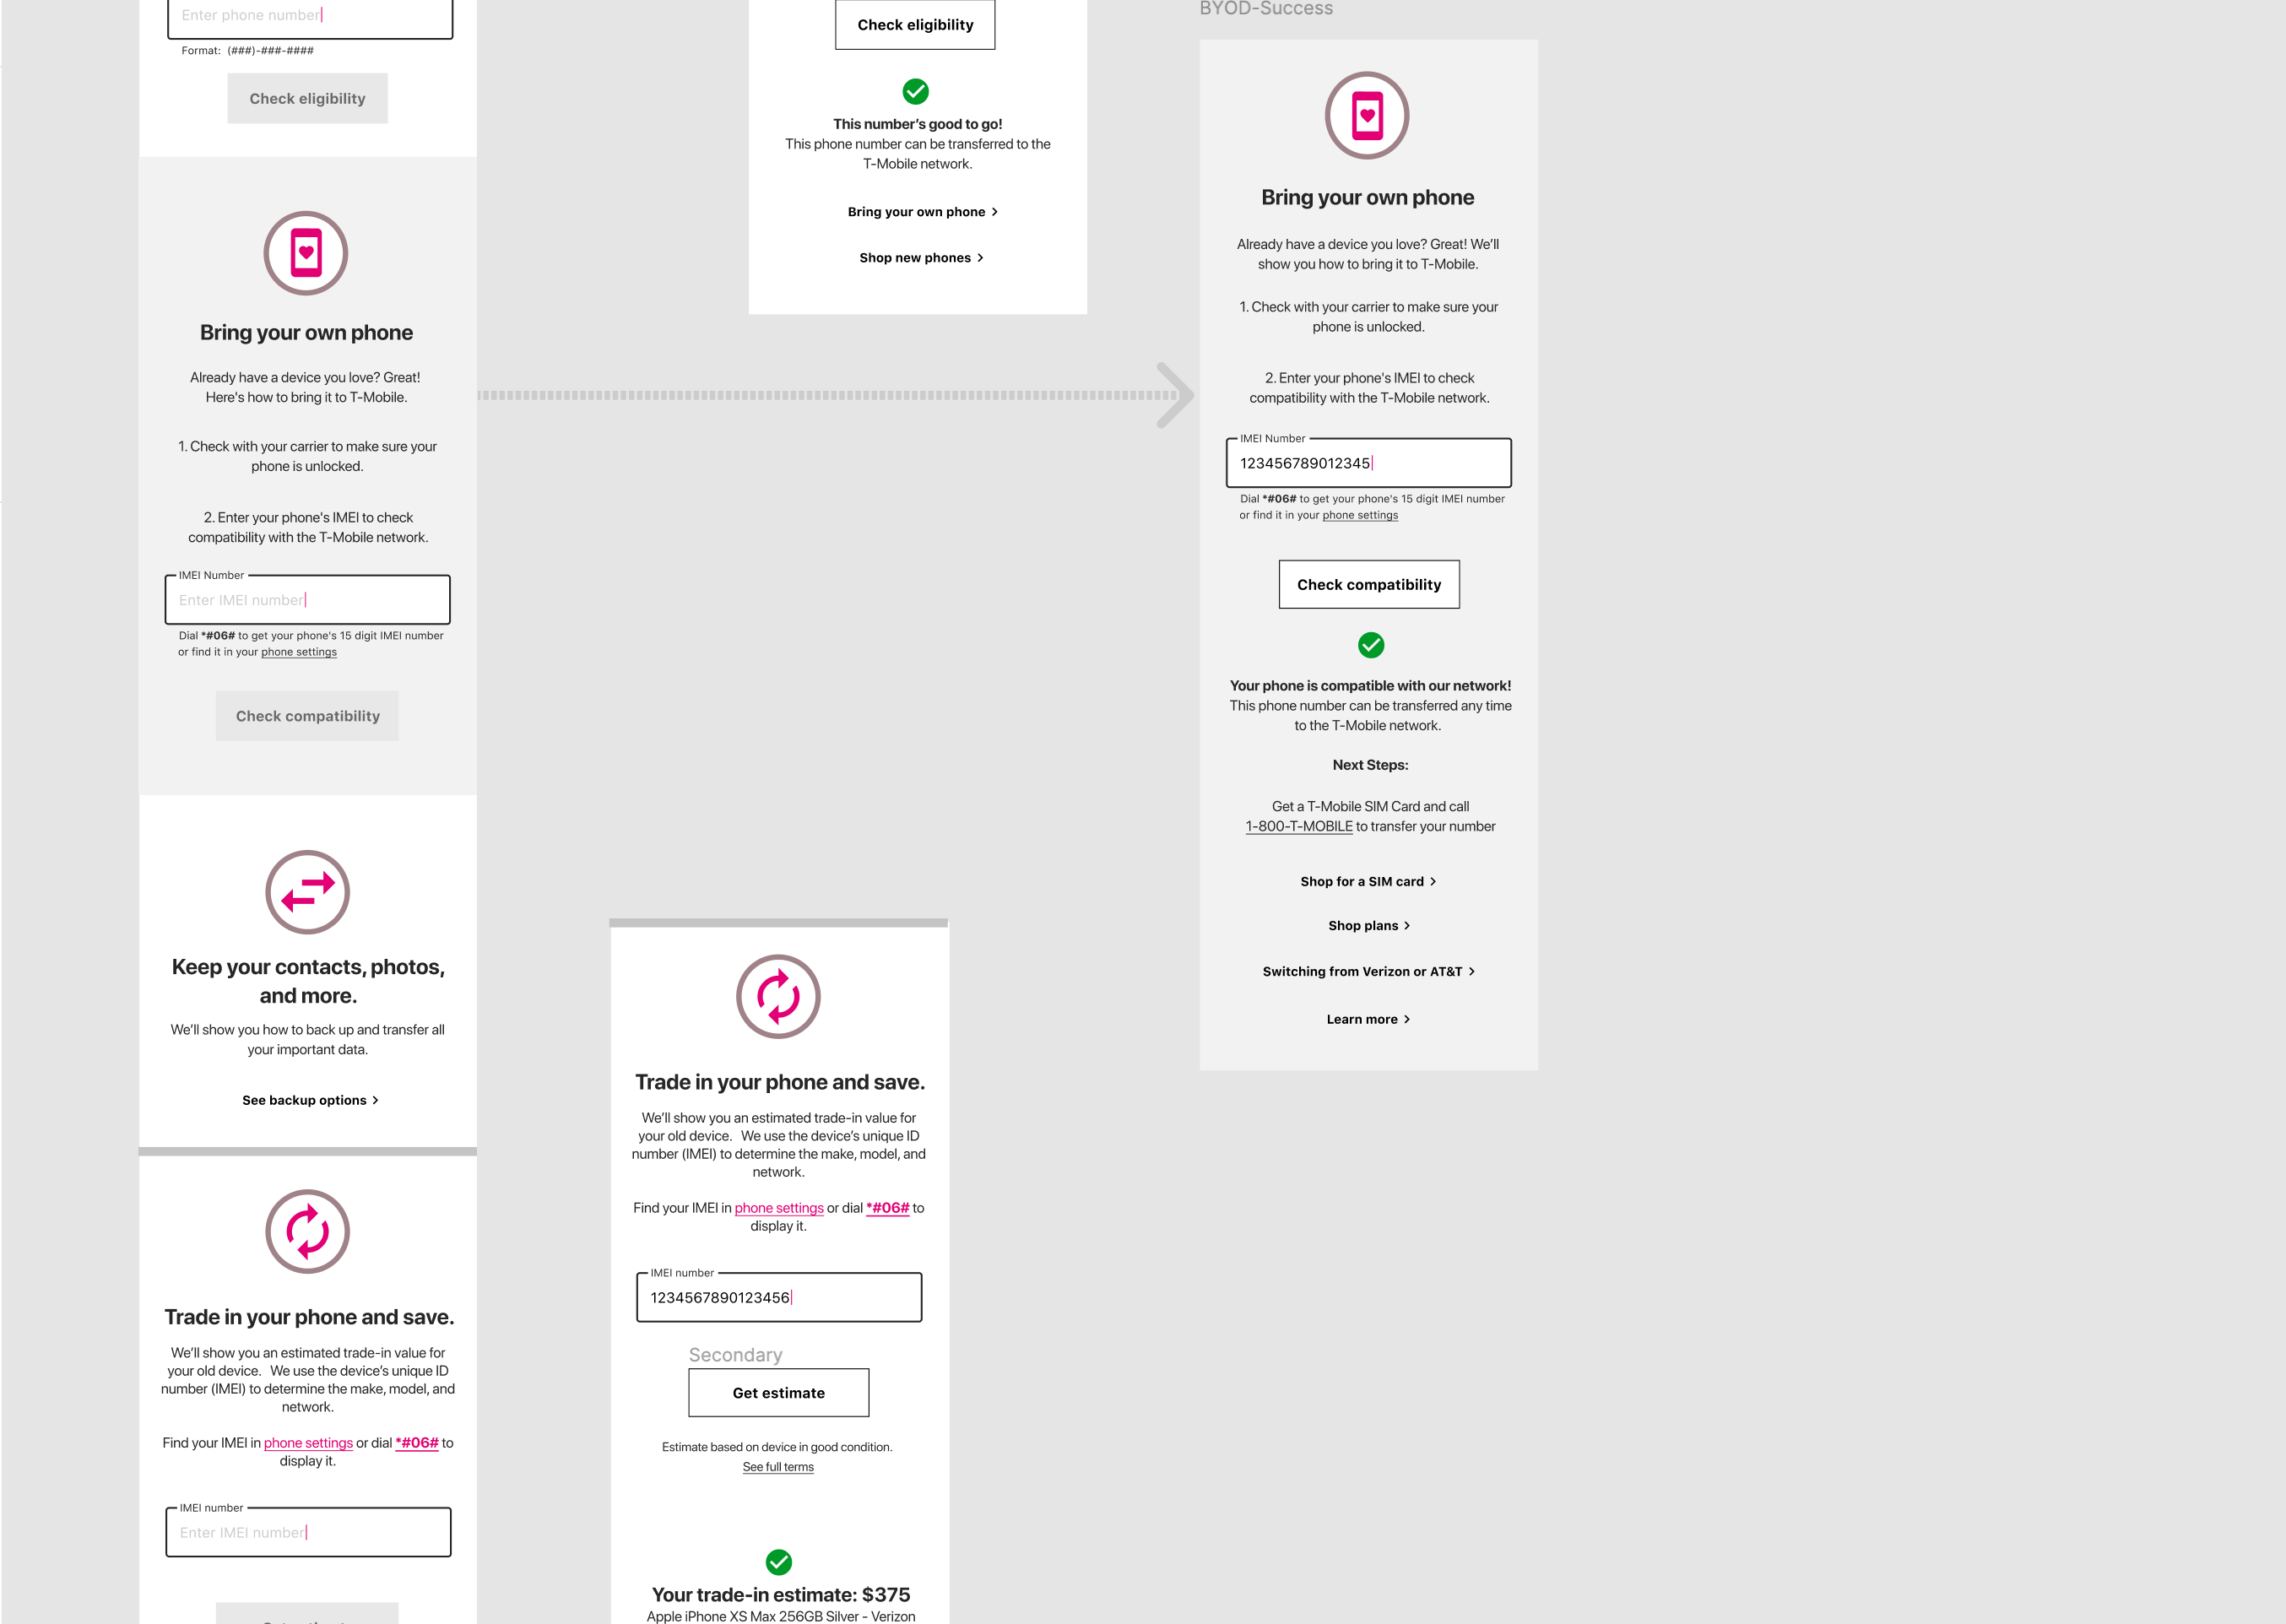 Enter phone number
Format: (###)-###-####
Check eligibility
Bring your own phone
Already have a device you love? Great!
Here's how to bring it to T-Mobile.
1. Check with your carrier to make sure your
phone is unlocked.
2. Enter your phone's IMEI to check
compatibility with the T-Mobile network.
IMEI Number
Enter IMEI number
Dial *#06# to get your phone's 15 digit IMEI number
or find it in your phone settings
Check compatibility
Keep your contacts, photos,
and more.
We'll show you how to back up and transfer all
your important data.
See backup options >
Trade in your phone and save.
We'll show you an estimated trade-in value for
your old device. We use the device's unique ID
number (IMEI) to determine the make, model, and
network.
Find your IMEI in phone settings or dial *#06# to
display it.
IMEI number
Enter IMEI number
Check eligibility
This number's good to go!
This phone number can be transferred to the
T-Mobile network.
Bring your own phone >
Shop new phones >
Trade in your phone and save.
We'll show you an estimated trade-in value for
your old device. We use the device's unique ID
number (IMEI) to determine the make, model, and
network.
Find your IMEI in phone settings or dial *#06# to
display it.
IMEI number
1234567890123456
Secondary
Get estimate
Estimate based on device in good condition.
See full terms
Your trade-in estimate: $375
Apple iPhone XS Max 256GB Silver - Verizon
BYOD-Success
Bring your own phone
Already have a device you love? Great! We'll
show you how to bring it to T-Mobile.
1. Check with your carrier to make sure your
phone is unlocked.
2. Enter your phone's IMEI to check
compatibility with the T-Mobile network.
IMEI Number
123456789012345
Dial *#06# to get your phone's 15 digit IMEI number
or find it in your phone settings
Check compatibility
Your phone is compatible with our network!
This phone number can be transferred any time
to the T-Mobile network.
Next Steps:
Get a T-Mobile SIM Card and call
1-800-T-MOBILE to transfer your number
Shop for a SIM card >
Shop plans >
Switching from Verizon or AT&T >
Learn more >